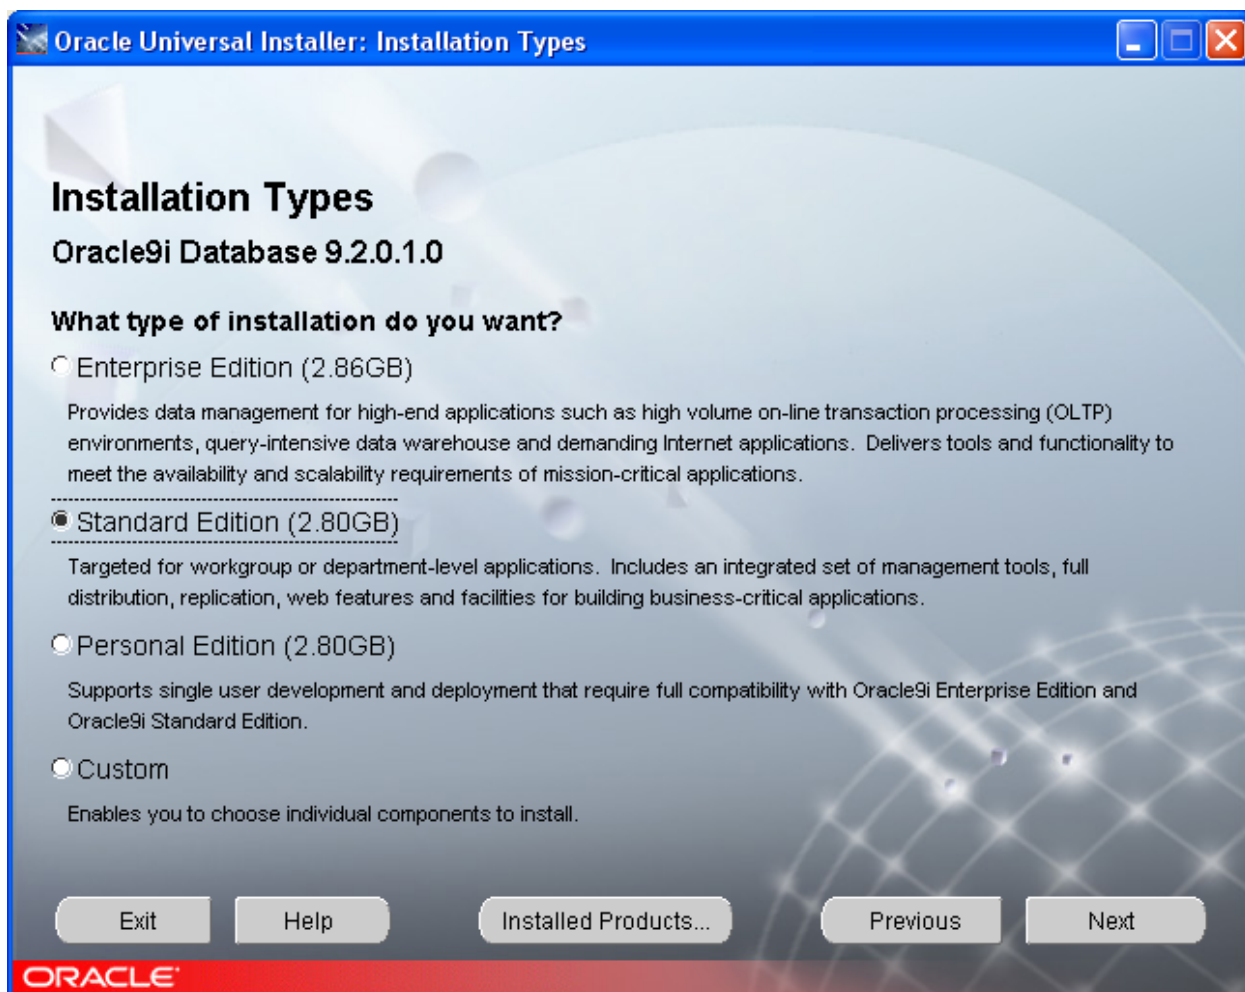 Oracle Universal Installer: Installation Types
Installation Types
Oracle9i Database 9.2.0.1.0
What type of installation do you want?
Enterprise Edition (2.86GB)
Provides data management for high-end applications such as high volume on-line transaction processing (OLTP)
environments, query-intensive data warehouse and demanding Internet applications.  Delivers tools and functionality to
meet the availability and scalability requirements of mission-critical applications.
Standard Edition (2.80GB)
Targeted for workgroup or department-level applications.  Includes an integrated set of management tools, full
distribution, replication, web features and facilities for building business-critical applications.
Personal Edition (2.80GB)
Supports single user development and deployment that require full compatibility with Oracle9i Enterprise Edition and
Oracle9i Standard Edition.
Custom
Enables you to choose individual components to install.
Exit Help Installed Products... Previous Next
ORACLE